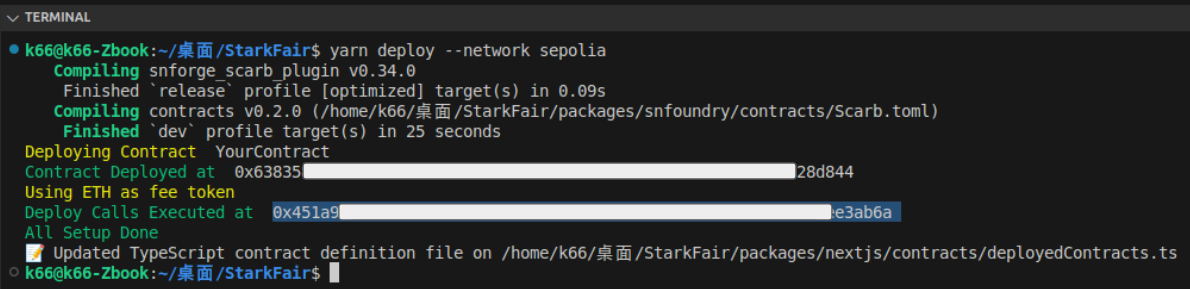 TERMINAL
k66@k66-Zbook:~/桌面/StarkFair$ yarn deploy --network sepolia
Compiling snforge_scarb_plugin v0.34.0
Finished `release` profile [optimized] target(s) in 0.09s
Compiling contracts v0.2.0 (/home/k66/桌面/StarkFair/packages/snfoundry/contracts/Scarb.toml)
Finished `dev` profile target(s) in 25 seconds
Deploying Contract  YourContract
Contract Deployed at  0x63835 28d844
Using ETH as fee token
Deploy Calls Executed at  0x451a9 e3ab6a
All Setup Done
📝 Updated TypeScript contract definition file on /home/k66/桌面/StarkFair/packages/nextjs/contracts/deployedContracts.ts
k66@k66-Zbook:~/桌面/StarkFair$